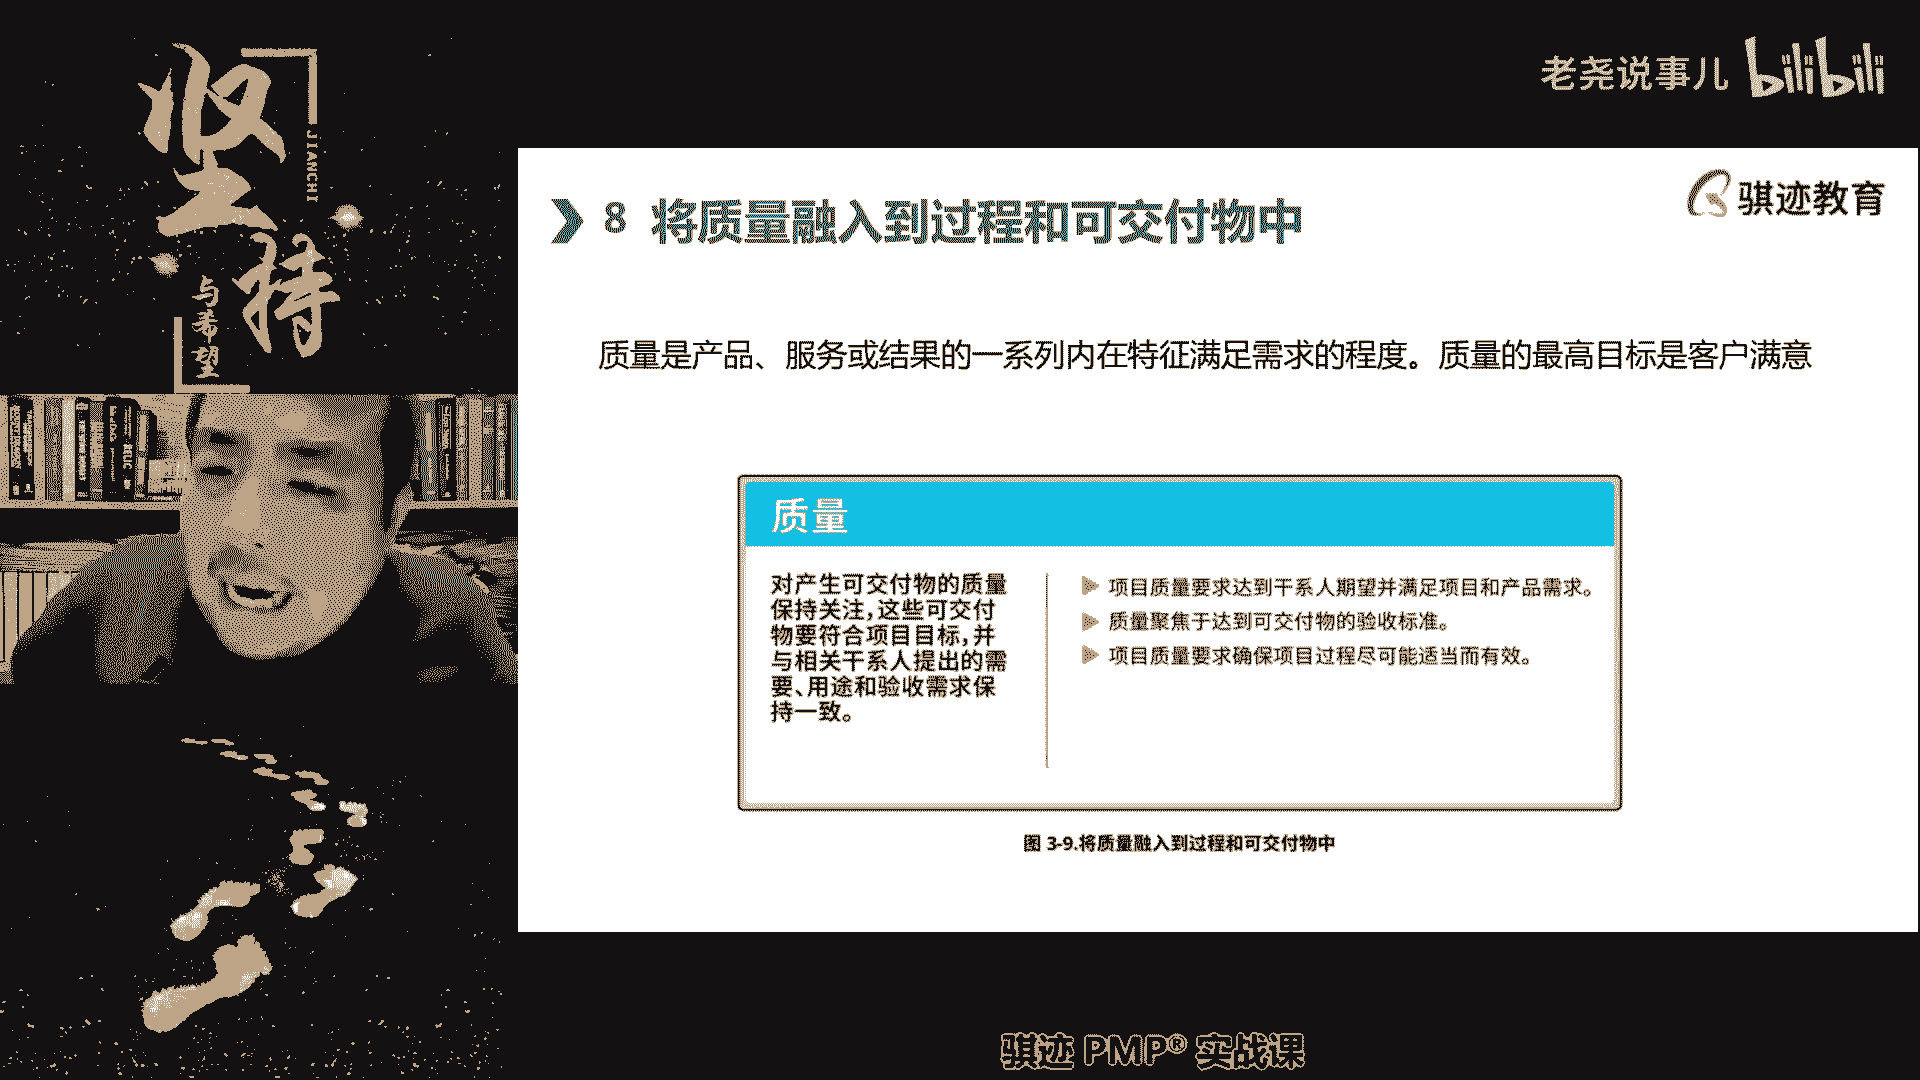 坚持
JIANCHI
与希望
老尧说事儿 bilibili
骐迹教育
8 将质量融入到过程和可交付物中
质量是产品、服务或结果的一系列内在特征满足需求的程度。质量的最高目标是客户满意
质量
对产生可交付物的质量
保持关注,这些可交付
物要符合项目目标,并
与相关干系人提出的需
要、用途和验收需求保
持一致。
项目质量要求达到干系人期望并满足项目和产品需求。
质量聚焦于达到可交付物的验收标准。
项目质量要求确保项目过程尽可能适当而有效。
图 3-9.将质量融入到过程和可交付物中
骐迹 PMP® 实战课